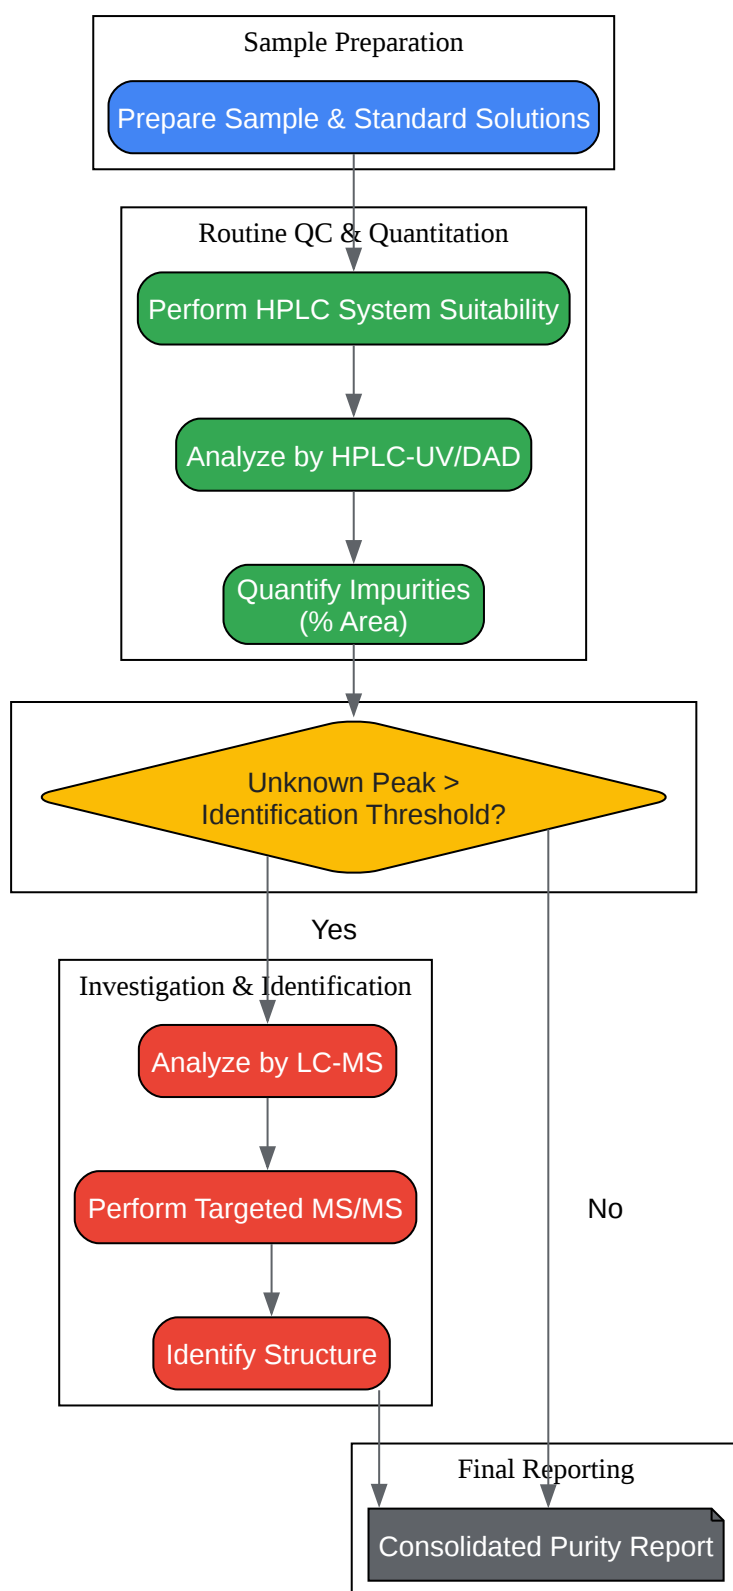 Sample Preparation
Prepare Sample & Standard Solutions
Routine QC & Quantitation
Perform HPLC System Suitability
Analyze by HPLC-UV/DAD
Quantify Impurities
(% Area)
Unknown Peak >
Identification Threshold?
Yes
Investigation & Identification
Analyze by LC-MS
Perform Targeted MS/MS
No
Identify Structure
Final Reporting
Consolidated Purity Report